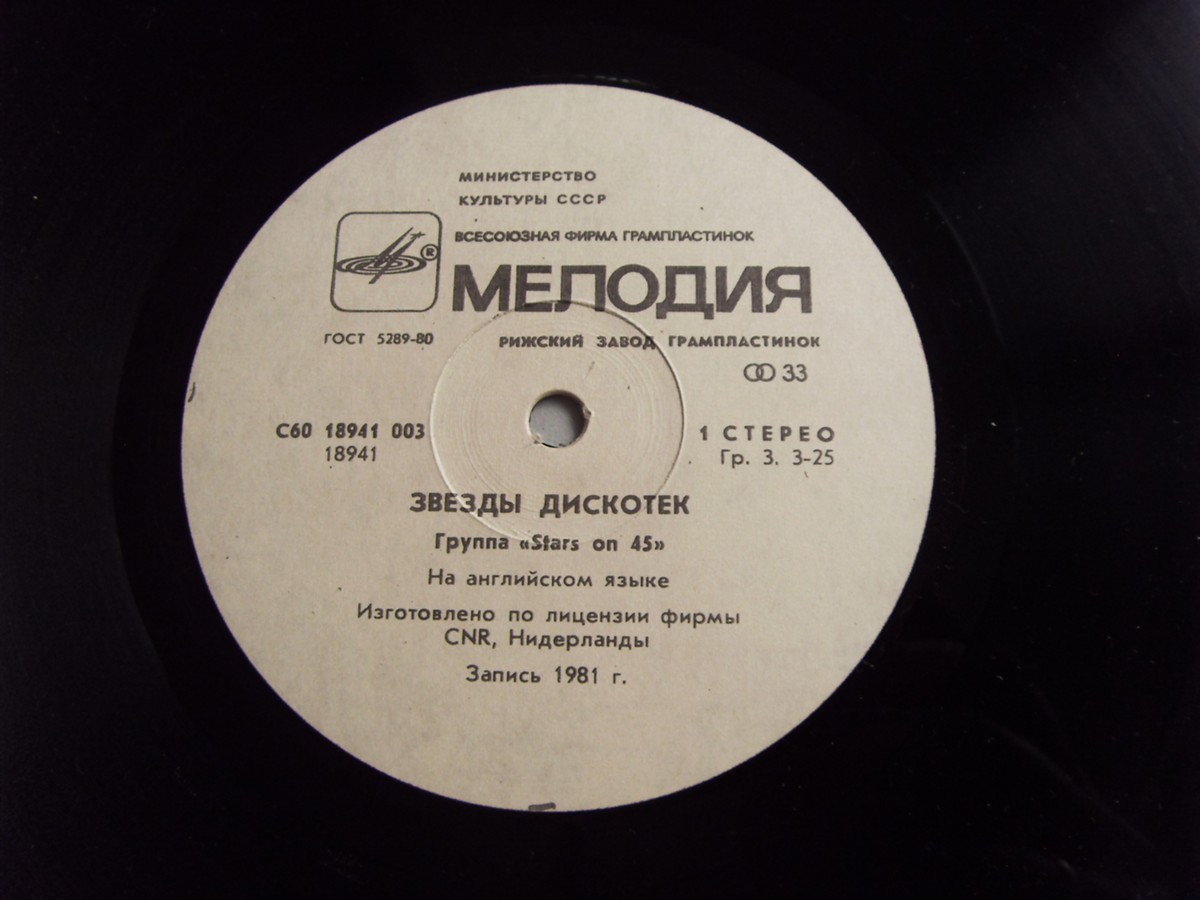 МИНИСТЕРСТВО
КУЛЬТУРЫ СССР
ВСЕСОЮЗНАЯ ФИРМА ГРАМПЛАСТИНОК
®
МЕЛОДИЯ
ГОСТ 5289-80
РИЖСКИЙ ЗАВОД ГРАМПЛАСТИНОК
33
С60 18941 003
18941
1 СТЕРЕО
Гр. 3. 3-25
ЗВЕЗДЫ ДИСКОТЕК
Группа «Stars on 45»
На английском языке
Изготовлено по лицензии фирмы
CNR, Нидерланды
Запись 1981 г.